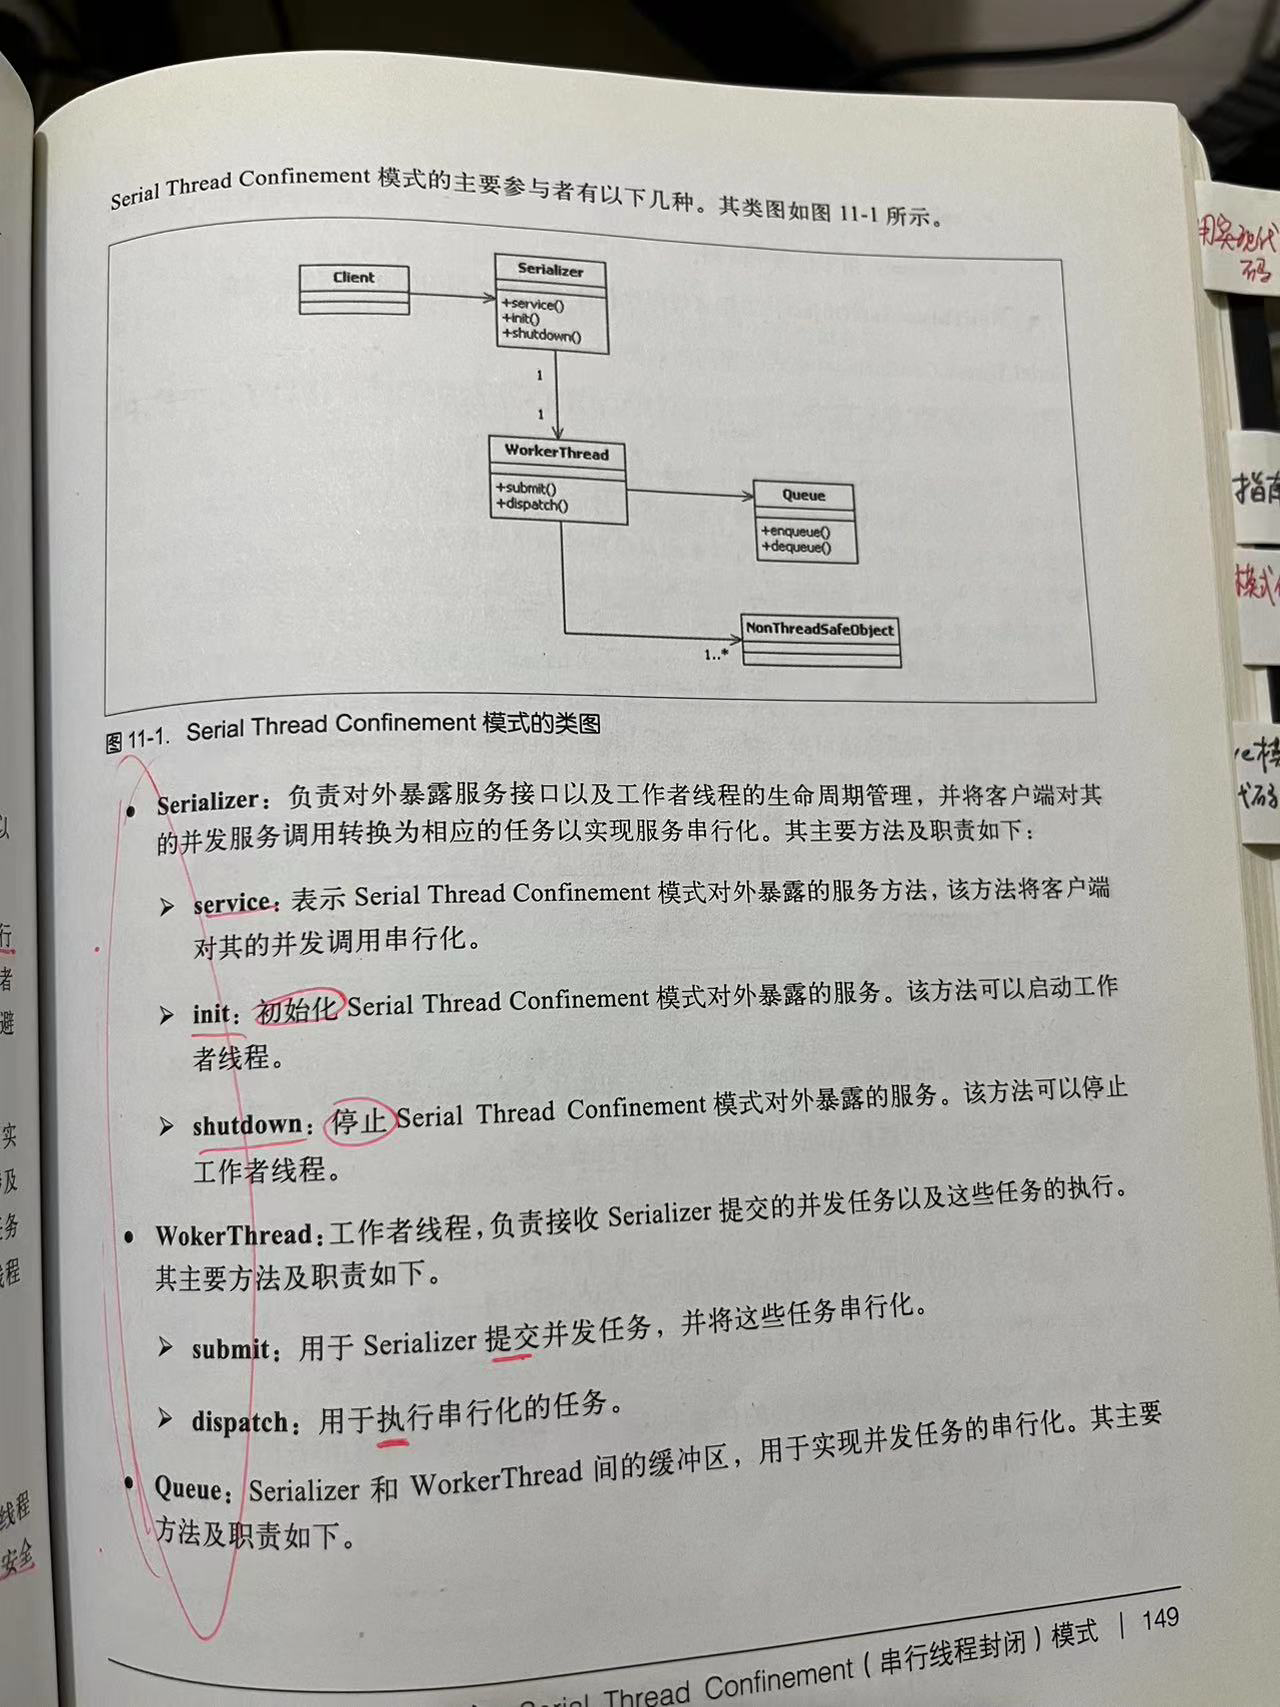 Serial Thread Confinement 模式的主要参与者有以下几种。其类图如图 11-1 所示。
Client
Serializer
+service()
+init()
+shutdown()
1
1
WorkerThread
+submit()
+dispatch()
Queue
+enqueue()
+dequeue()
NonThreadSafeObject
1..*
图 11-1. Serial Thread Confinement 模式的类图
• Serializer：负责对外暴露服务接口以及工作者线程的生命周期管理，并将客户端对其
的并发服务调用转换为相应的任务以实现服务串行化。其主要方法及职责如下：
➢ service：表示 Serial Thread Confinement 模式对外暴露的服务方法，该方法将客户端
对其的并发调用串行化。
➢ init：初始化 Serial Thread Confinement 模式对外暴露的服务。该方法可以启动工作
者线程。
➢ shutdown：停止 Serial Thread Confinement 模式对外暴露的服务。该方法可以停止
工作者线程。
• WokerThread：工作者线程，负责接收 Serializer 提交的并发任务以及这些任务的执行。
其主要方法及职责如下。
➢ submit：用于 Serializer 提交并发任务，并将这些任务串行化。
➢ dispatch：用于执行串行化的任务。
• Queue：Serializer 和 WorkerThread 间的缓冲区，用于实现并发任务的串行化。其主要
方法及职责如下。
Serial Thread Confinement（串行线程封闭）模式 | 149
以
行
者
避
实
及
务
程
线程
安全
用实现代
码
指南
模式
代码